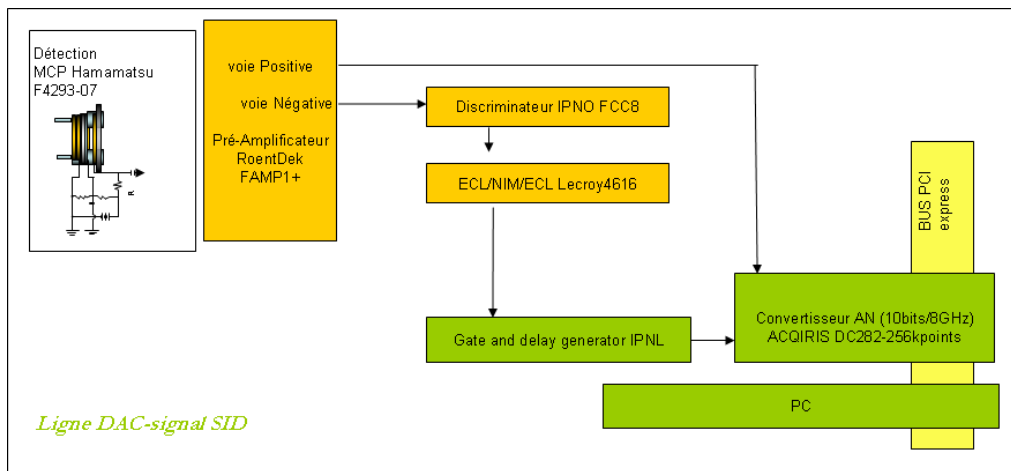 Détection
MCP Hamamatsu
F4293-07
R
voie Positive
voie Négative
Pré-Amplificateur
RoentDek
FAMP1+
Discriminateur IPNO FCC8
ECL/NIM/ECL Lecroy4616
Gate and delay generator IPNL
BUS PCI
express
Convertisseur AN (10bits/8GHz)
ACQIRIS DC282-256kpoints
PC
Ligne DAC-signal SID